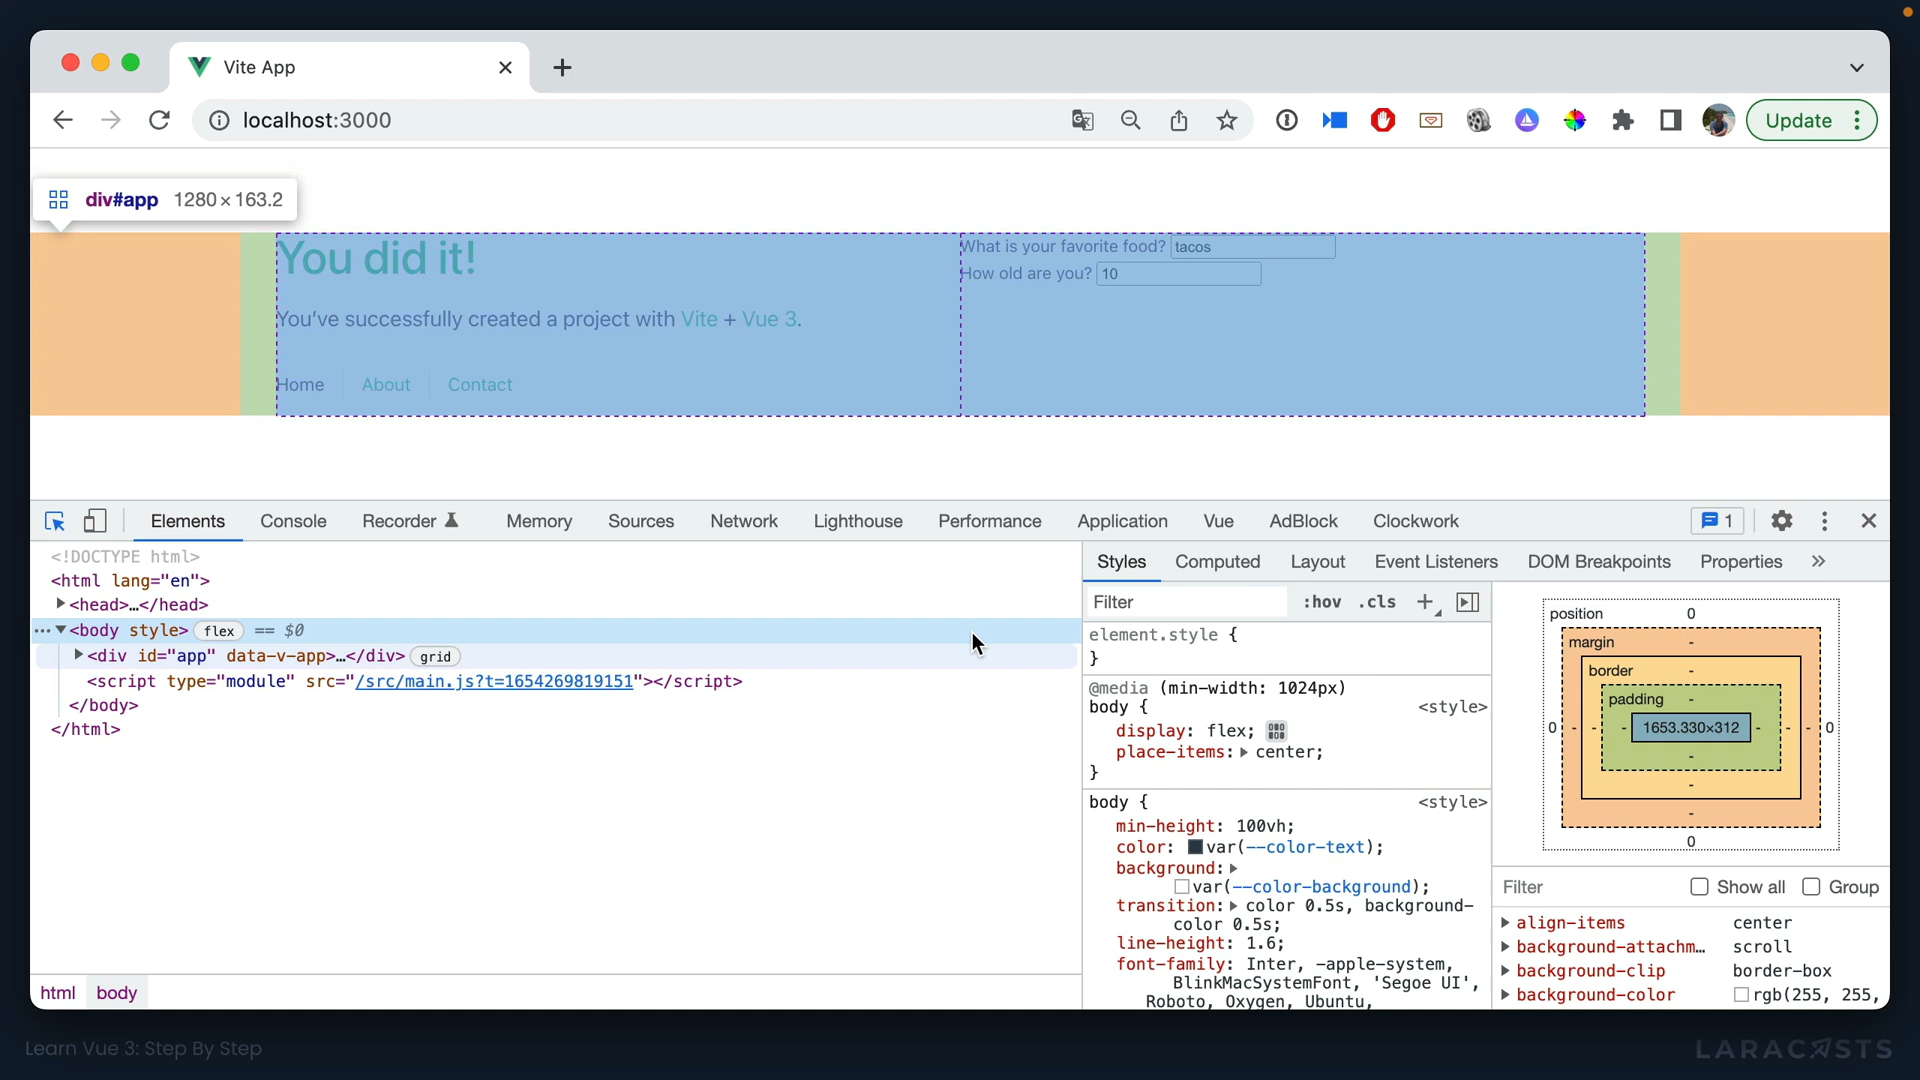 Vite App
localhost:3000
Update
div#app 1280×163.2
You did it!
What is your favorite food? tacos
How old are you? 10
You've successfully created a project with Vite + Vue 3.
Home About Contact
Elements Console Recorder Memory Sources Network Lighthouse Performance Application Vue AdBlock Clockwork 1
<!DOCTYPE html>
<html lang="en">
<head>…</head>
<body style> flex == $0
<div id="app" data-v-app>…</div> grid
<script type="module" src="/src/main.js?t=1654269819151"></script>
</body>
</html>
html body
Styles Computed Layout Event Listeners DOM Breakpoints Properties
Filter :hov .cls
element.style {
}
@media (min-width: 1024px)
body { <style>
display: flex;
place-items: center;
}
body { <style>
min-height: 100vh;
color: var(--color-text);
background:
var(--color-background);
transition: color 0.5s, background-
color 0.5s;
line-height: 1.6;
font-family: Inter, -apple-system,
BlinkMacSystemFont, 'Segoe UI',
Roboto, Oxygen, Ubuntu,
position 0
margin -
border -
padding -
0 - - - 1653.330×312 - - - 0
-
-
-
0
Filter Show all Group
align-items center
background-attachm… scroll
background-clip border-box
background-color rgb(255, 255,
Learn Vue 3: Step By Step
LARACASTS